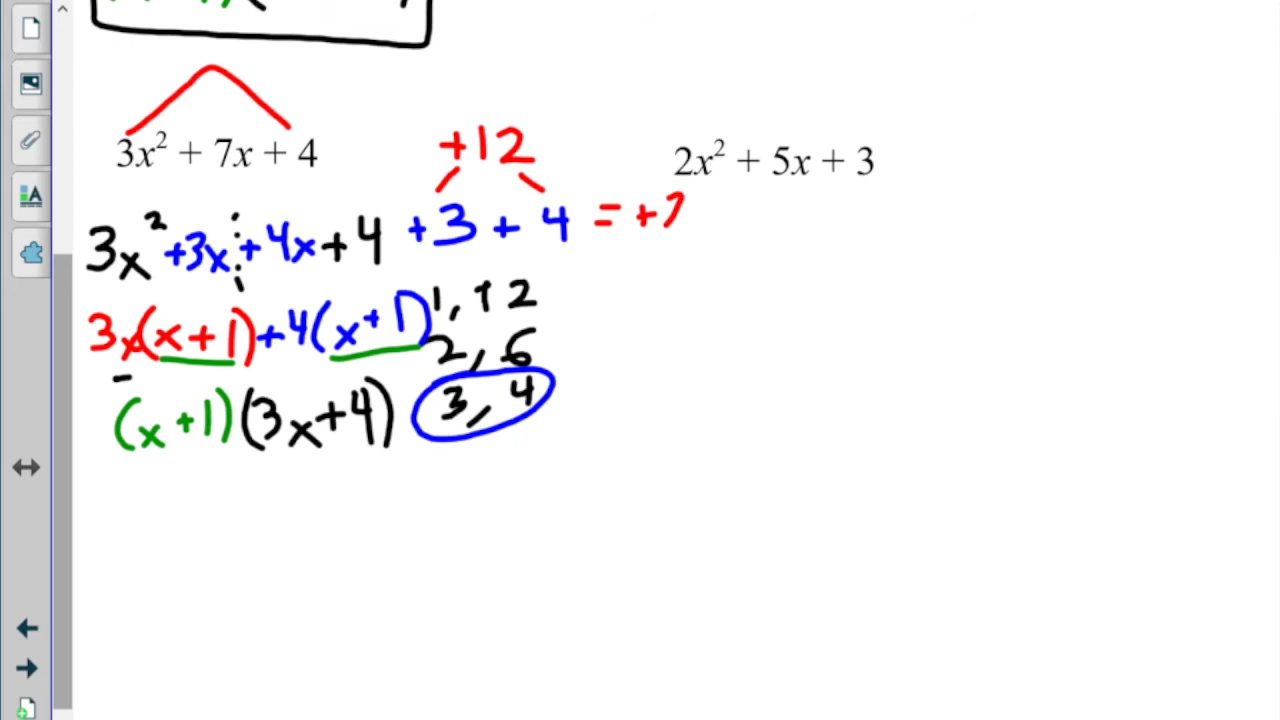 3x² + 7x + 4
+12
2x² + 5x + 3
3x² +3x +4x +4
+3 + 4 = +7
1, 12
3x(x+1) +4(x+1)
2, 6
(x+1)(3x+4)
3, 4